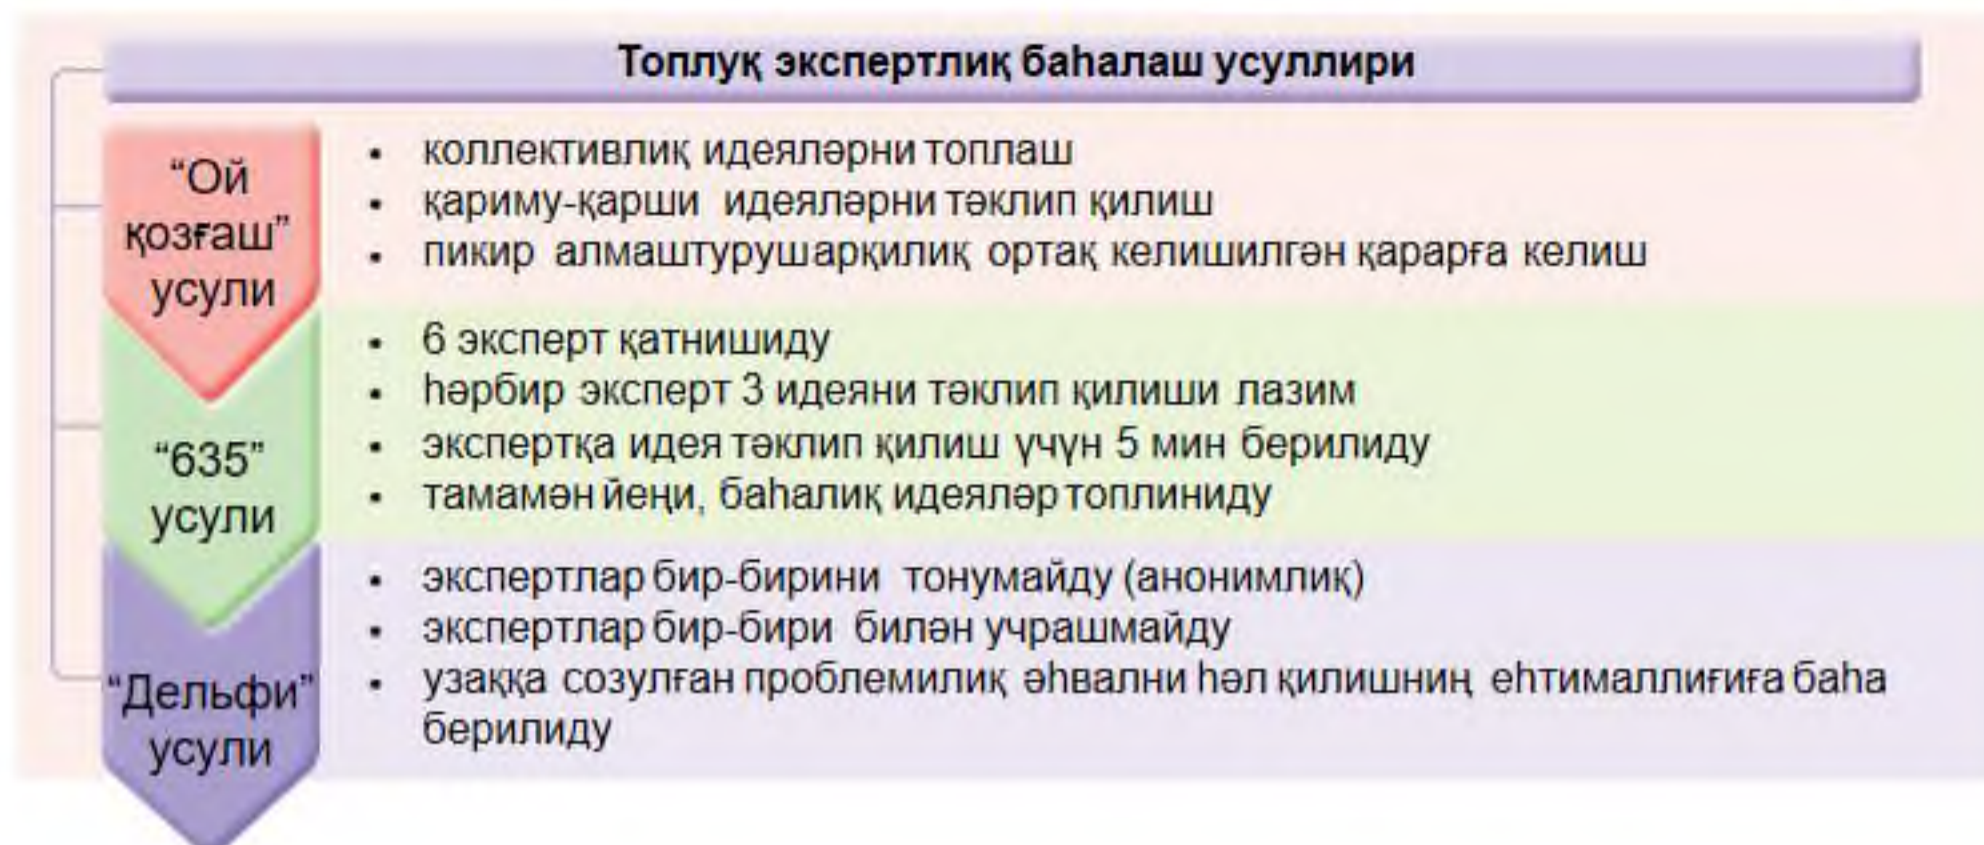 Топлуқ экспертлиқ баһалаш усуллири
“Ой
қозғаш”
усули
• коллективлиқ идеяләрни топлаш
• қариму-қарши идеяләрни тәклип қилиш
• пикир алмаштурушарқилиқ ортақ келишилгән қарарға келиш
“635”
усули
• 6 эксперт қатнишиду
• һәрбир эксперт 3 идеяни тәклип қилиши лазим
• экспертқа идея тәклип қилиш үчүн 5 мин берилиду
• тамамән йеңи, баһалиқ идеяләр топлиниду
“Дельфи”
усули
• экспертлар бир-бирини тонумайду (анонимлиқ)
• экспертлар бир-бири билән учрашмайду
• узаққа созулған проблемилиқ әһвални һәл қилишниң еһтималлиғиға баһа
берилиду